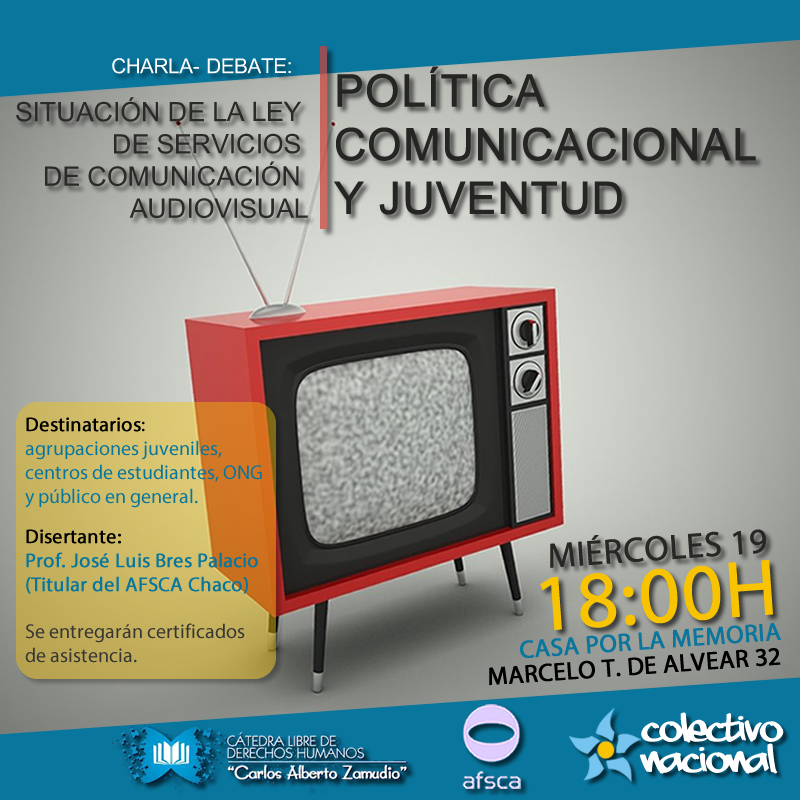 CHARLA- DEBATE:
SITUACIÓN DE LA LEY
DE SERVICIOS
DE COMUNICACIÓN
AUDIOVISUAL
POLÍTICA
COMUNICACIONAL
Y JUVENTUD
Destinatarios:
agrupaciones juveniles,
centros de estudiantes, ONG
y público en general.
Disertante:
Prof. José Luis Bres Palacio
(Titular del AFSCA Chaco)
Se entregarán certificados
de asistencia.
MIÉRCOLES 19
18:00H
CASA POR LA MEMORIA
MARCELO T. DE ALVEAR 32
CÁTEDRA LIBRE DE
DERECHOS HUMANOS
"Carlos Alberto Zamudio"
afsca
colectivo
nacional